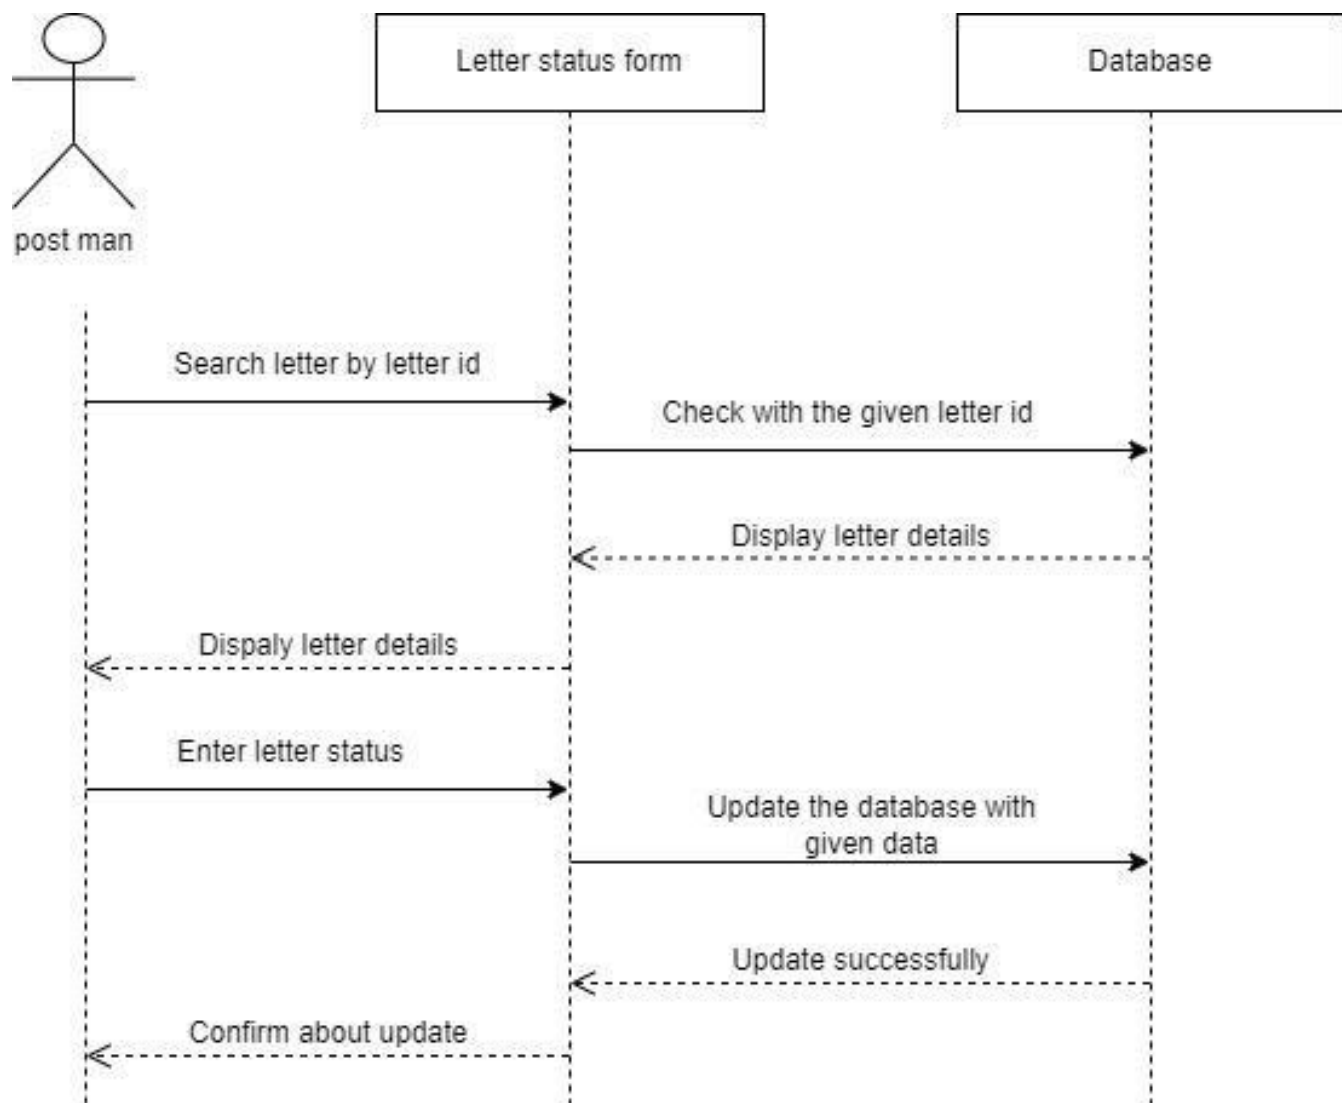 Letter status form
Database
post man
Search letter by letter id
Check with the given letter id
Display letter details
Dispaly letter details
Enter letter status
Update the database with
given data
Update successfully
Confirm about update